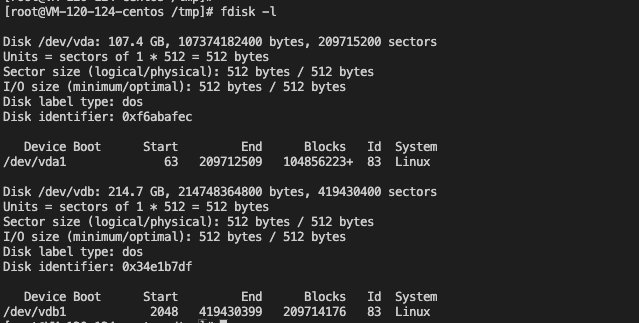 [root@VM-120-124-centos /tmp]# fdisk -l
Disk /dev/vda: 107.4 GB, 107374182400 bytes, 209715200 sectors
Units = sectors of 1 * 512 = 512 bytes
Sector size (logical/physical): 512 bytes / 512 bytes
I/O size (minimum/optimal): 512 bytes / 512 bytes
Disk label type: dos
Disk identifier: 0xf6abafec
Device Boot Start End Blocks Id System
/dev/vda1 63 209712509 104856223+ 83 Linux
Disk /dev/vdb: 214.7 GB, 214748364800 bytes, 419430400 sectors
Units = sectors of 1 * 512 = 512 bytes
Sector size (logical/physical): 512 bytes / 512 bytes
I/O size (minimum/optimal): 512 bytes / 512 bytes
Disk label type: dos
Disk identifier: 0x34e1b7df
Device Boot Start End Blocks Id System
/dev/vdb1 2048 419430399 209714176 83 Linux